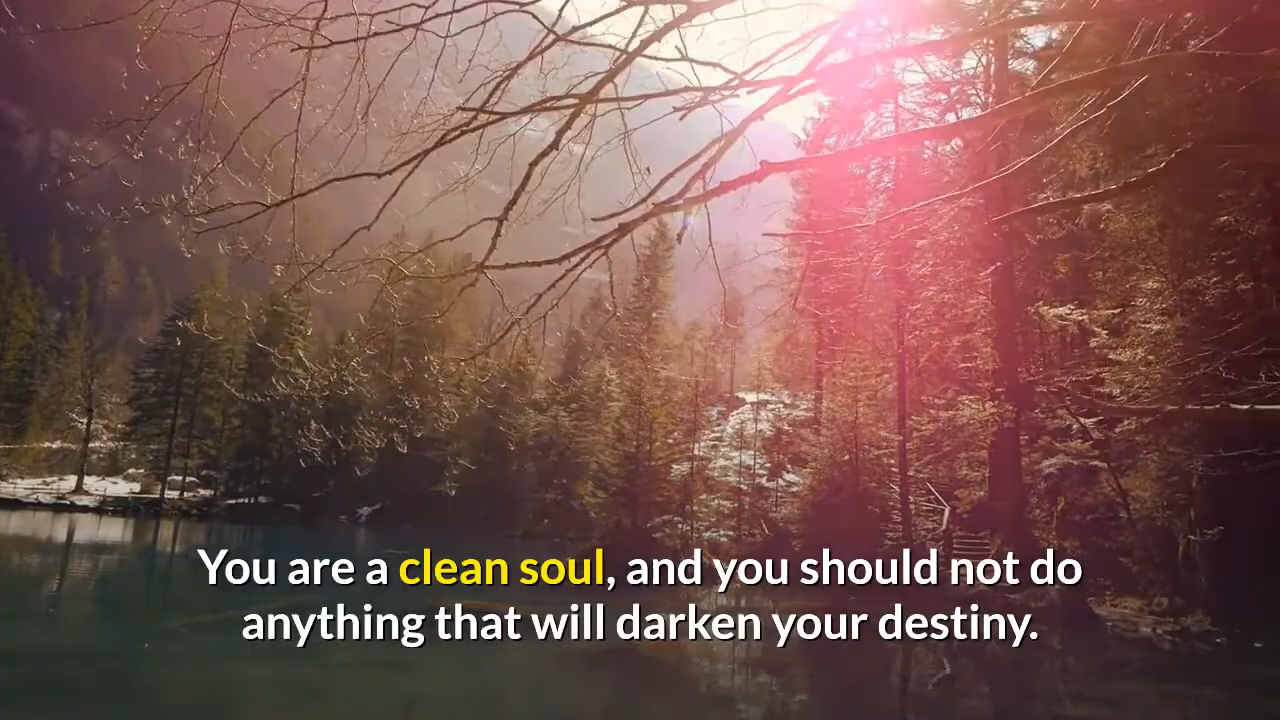 You are a clean soul, and you should not do
anything that will darken your destiny.